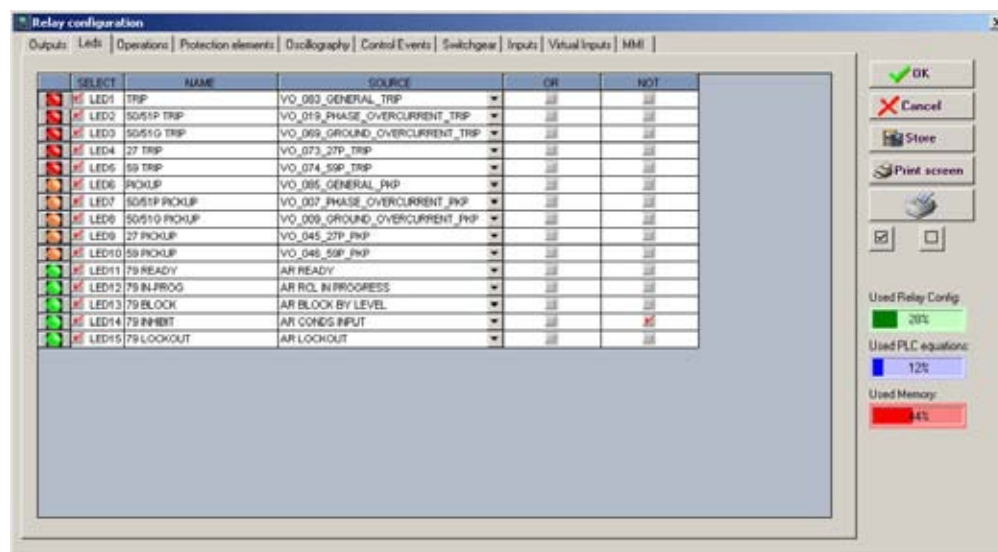 Relay configuration
Outputs Leds Operations Protection elements Oscillography Control Events Switchgear Inputs Virtual Inputs MMI
SELECT NAME SOURCE OR NOT
LED1 TRIP VO_083_GENERAL_TRIP
LED2 50/51P TRIP VO_019_PHASE_OVERCURRENT_TRIP
LED3 50/51G TRIP VO_069_GROUND_OVERCURRENT_TRIP
LED4 27 TRIP VO_073_27P_TRIP
LED5 59 TRIP VO_074_59P_TRIP
LED6 PICKUP VO_085_GENERAL_PKP
LED7 50/51P PICKUP VO_007_PHASE_OVERCURRENT_PKP
LED8 50/51G PICKUP VO_009_GROUND_OVERCURRENT_PKP
LED9 27 PICKUP VO_045_27P_PKP
LED10 59 PICKUP VO_046_59P_PKP
LED11 79 READY AR READY
LED12 79 IN-PROG AR RCL IN PROGRESS
LED13 79 BLOCK AR BLOCK BY LEVEL
LED14 79 INHIBIT AR CONDS INPUT
LED15 79 LOCKOUT AR LOCKOUT
OK
Cancel
Store
Print screen
Used Relay Config:
28%
Used PLC equations:
12%
Used Memory:
44%